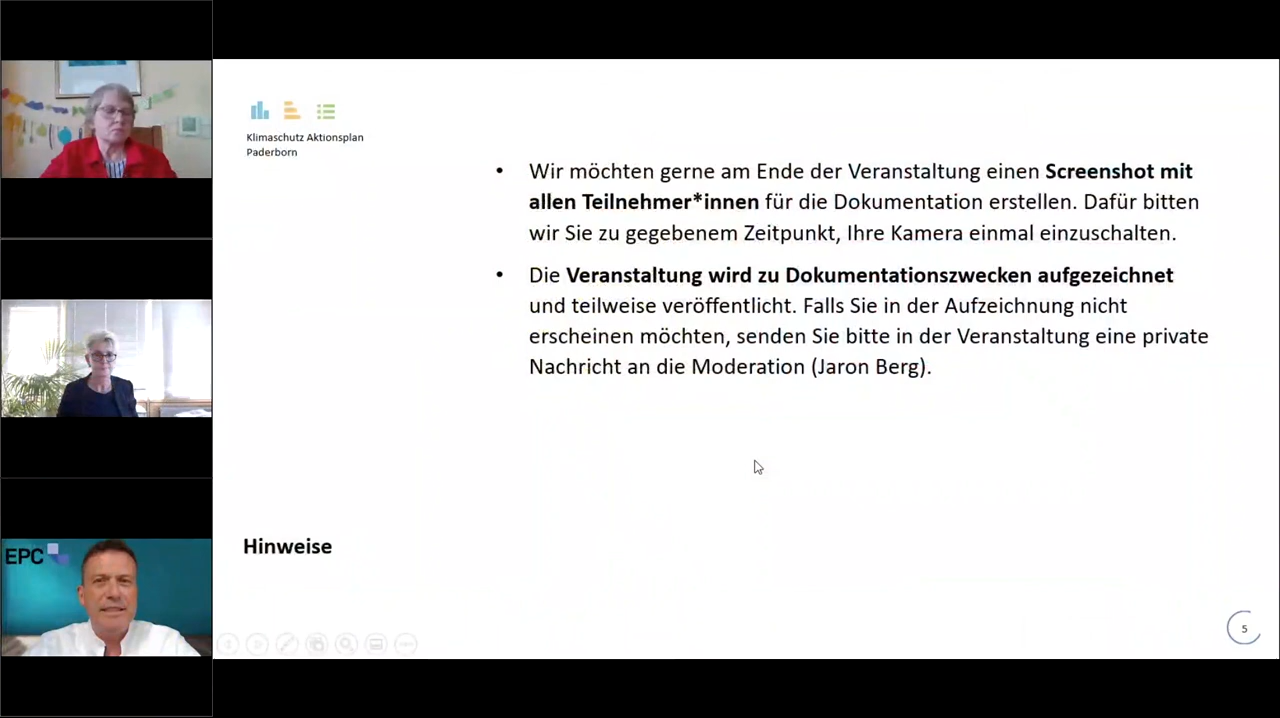 Klimaschutz Aktionsplan
Paderborn
• Wir möchten gerne am Ende der Veranstaltung einen Screenshot mit
allen Teilnehmer*innen für die Dokumentation erstellen. Dafür bitten
wir Sie zu gegebenem Zeitpunkt, Ihre Kamera einmal einzuschalten.
• Die Veranstaltung wird zu Dokumentationszwecken aufgezeichnet
und teilweise veröffentlicht. Falls Sie in der Aufzeichnung nicht
erscheinen möchten, senden Sie bitte in der Veranstaltung eine private
Nachricht an die Moderation (Jaron Berg).
Hinweise
EPC
5